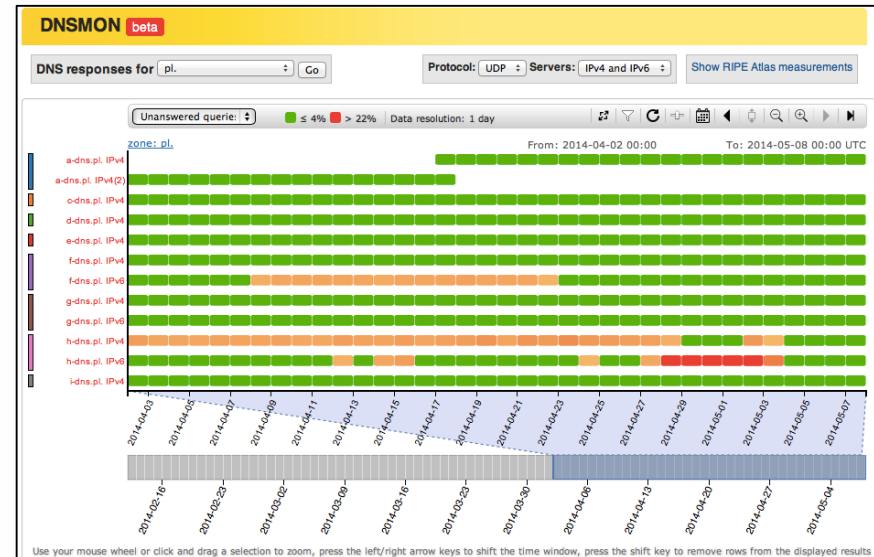 DNSMON beta
DNS responses for pl. Go Protocol: UDP Servers: IPv4 and IPv6 Show RIPE Atlas measurements
Unanswered querie: ≤ 4% > 22% Data resolution: 1 day
zone: pl. From: 2014-04-02 00:00 To: 2014-05-08 00:00 UTC
a-dns.pl. IPv4
a-dns.pl. IPv4(2)
c-dns.pl. IPv4
d-dns.pl. IPv4
e-dns.pl. IPv4
f-dns.pl. IPv4
f-dns.pl. IPv6
g-dns.pl. IPv4
g-dns.pl. IPv6
h-dns.pl. IPv4
h-dns.pl. IPv6
i-dns.pl. IPv4
2014-04-03 2014-04-05 2014-04-07 2014-04-09 2014-04-11 2014-04-13 2014-04-15 2014-04-17 2014-04-19 2014-04-21 2014-04-23 2014-04-25 2014-04-27 2014-04-29 2014-05-01 2014-05-03 2014-05-05 2014-05-07
2014-02-16 2014-02-23 2014-03-02 2014-03-09 2014-03-16 2014-03-23 2014-03-30 2014-04-06 2014-04-13 2014-04-20 2014-04-27 2014-05-04
Use your mouse wheel or click and drag a selection to zoom, press the left/right arrow keys to shift the time window, press the shift key to remove rows from the displayed results